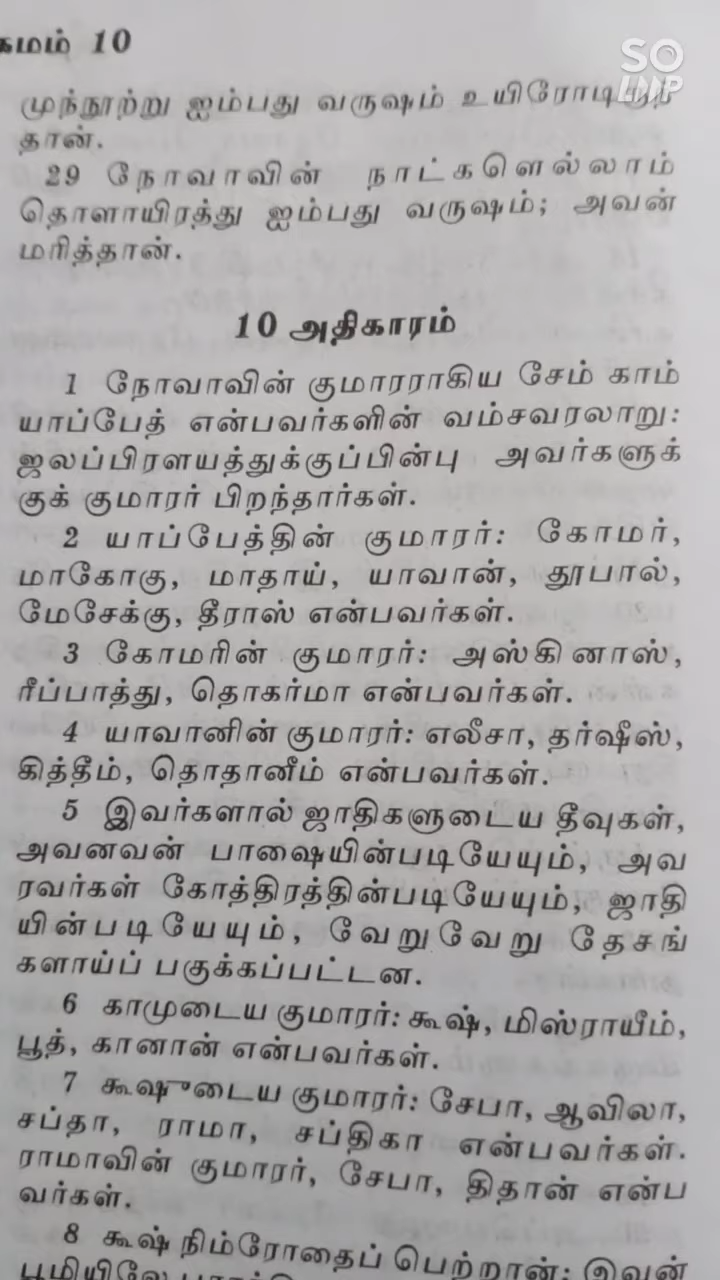 கமம் 10
SO
முந்நூற்று ஐம்பது வருஷம் உயிரோடிருந்
தான்.
29 நோவாவின் நாட்களெல்லாம்
தொளாயிரத்து ஐம்பது வருஷம்; அவன்
மரித்தான்.
10 அதிகாரம்
1 நோவாவின் குமாரராகிய சேம் காம்
யாப்பேத் என்பவர்களின் வம்சவரலாறு:
ஜலப்பிரளயத்துக்குப்பின்பு அவர்களுக்
குக் குமாரர் பிறந்தார்கள்.
2 யாப்பேத்தின் குமாரர்: கோமர்,
மாகோகு, மாதாய், யாவான், தூபால்,
மேசேக்கு, தீராஸ் என்பவர்கள்.
3 கோமரின் குமாரர்: அஸ்கினாஸ்,
ரீப்பாத்து, தொகர்மா என்பவர்கள்.
4 யாவானின் குமாரர்: எலீசா, தர்ஷீஸ்,
கித்தீம், தொதானீம் என்பவர்கள்.
5 இவர்களால் ஜாதிகளுடைய தீவுகள்,
அவனவன் பாஷையின்படியேயும், அவ
ரவர்கள் கோத்திரத்தின்படியேயும், ஜாதி
யின்படியேயும், வேறுவேறு தேசங்
களாய்ப் பகுக்கப்பட்டன.
6 காமுடைய குமாரர்: கூஷ், மிஸ்ராயீம்,
பூத், கானான் என்பவர்கள்.
7 கூஷுடைய குமாரர்: சேபா, ஆவிலா,
சப்தா, ராமா, சப்திகா என்பவர்கள்.
ராமாவின் குமாரர், சேபா, திதான் என்ப
வர்கள்.
8 கூஷ் நிம்ரோதைப் பெற்றான்; இவன்
பூமியிலே